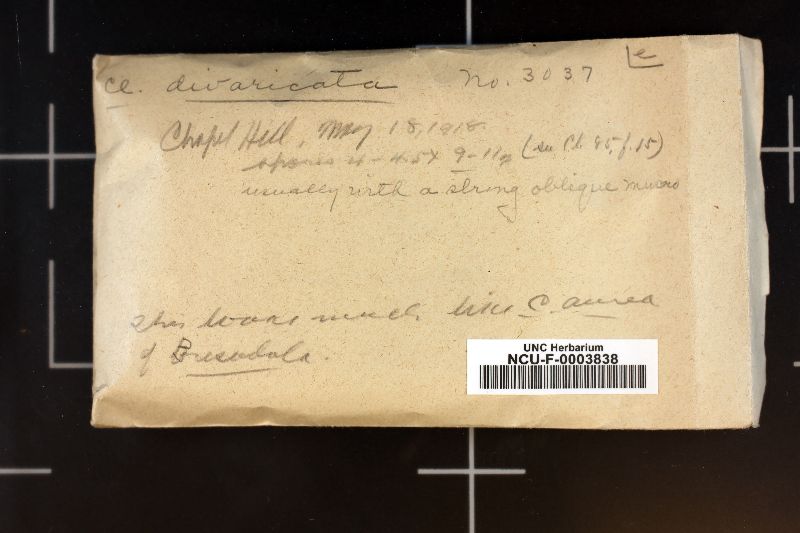 Cl. divaricata No. 3037 e
Chapel Hill, May 18, 1918.
spores 4-4.5 x 9-11µ (see Pl. 85, f. 15)
usually with a strong oblique mucro
This looks much like C. aurea
of Bresadola.
UNC Herbarium
NCU-F-0003838